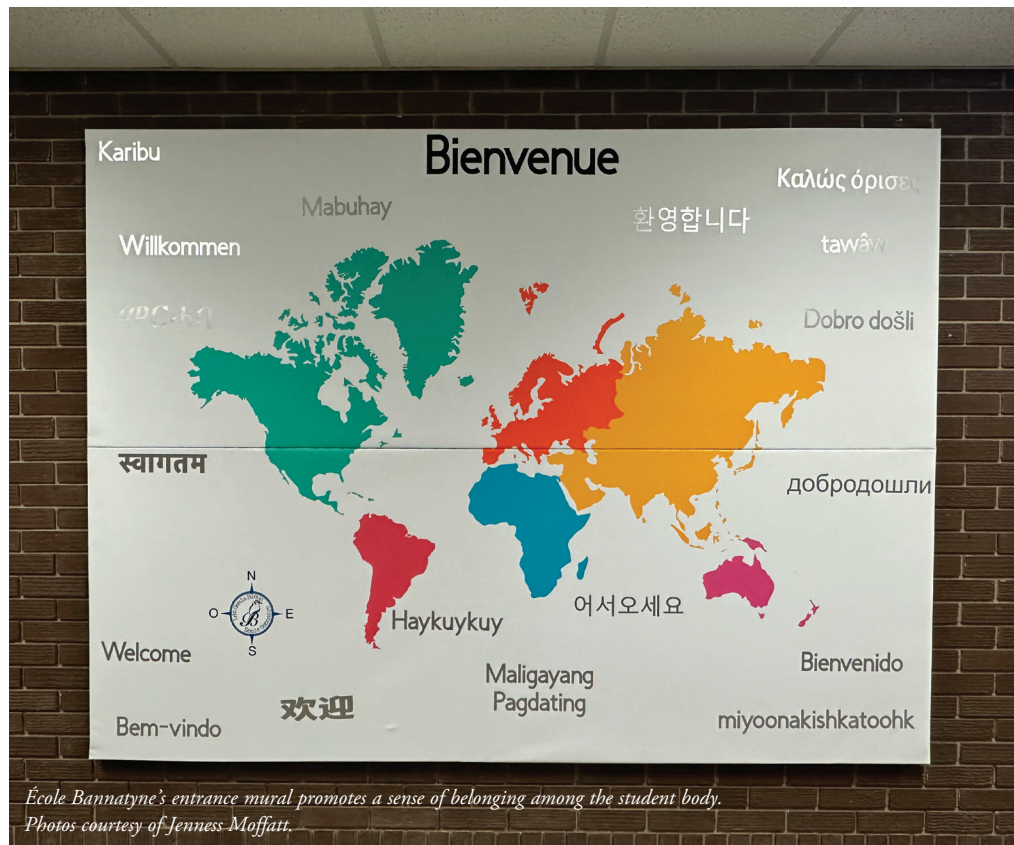 Karibu
Bienvenue
Καλώς όρισες
Mabuhay
환영합니다
Willkommen
tawâw
Dobro došli
स्वागतम
добродошли
N
O
E
S
어서오세요
Haykuykuy
Welcome
Bienvenido
Maligayang
Pagdating
欢迎
miyoonakishkatoohk
Bem-vindo
École Bannatyne’s entrance mural promotes a sense of belonging among the student body.
Photos courtesy of Jenness Moffatt.